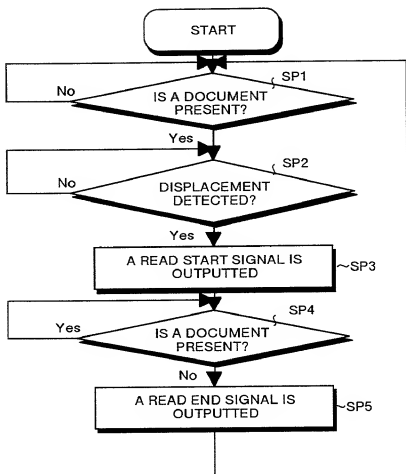 START
SP1
No
IS A DOCUMENT
PRESENT?
Yes
SP2
No
DISPLACEMENT
DETECTED?
Yes
A READ START SIGNAL IS
OUTPUTTED
SP3
SP4
Yes
IS A DOCUMENT
PRESENT?
No
A READ END SIGNAL IS
OUTPUTTED
SP5